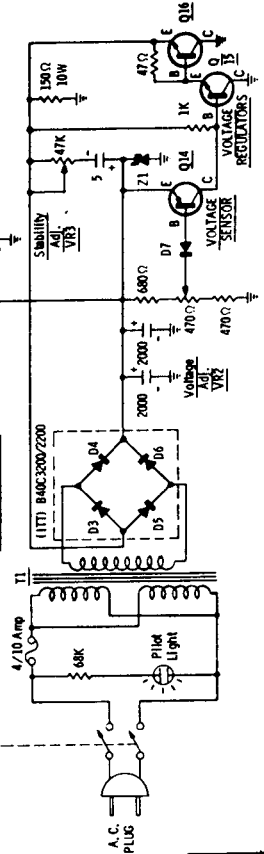 A.C.
PLUG
4/10 Amp
68K
Pilot
Light
T1
(ITT) B40C3200/2200
D3
D4
D5
D6
2000
+
-
2000
+
-
Voltage
Adj.
VR2
680Ω
470Ω
470Ω
D7
Stability
Adj.
VR3
47K
-
5
+
Z1
150Ω
10W
Q14
B
E
C
VOLTAGE
SENSOR
1K
VOLTAGE
REGULATORS
47Ω
Q16
B
E
C
Q
15
B
E
C